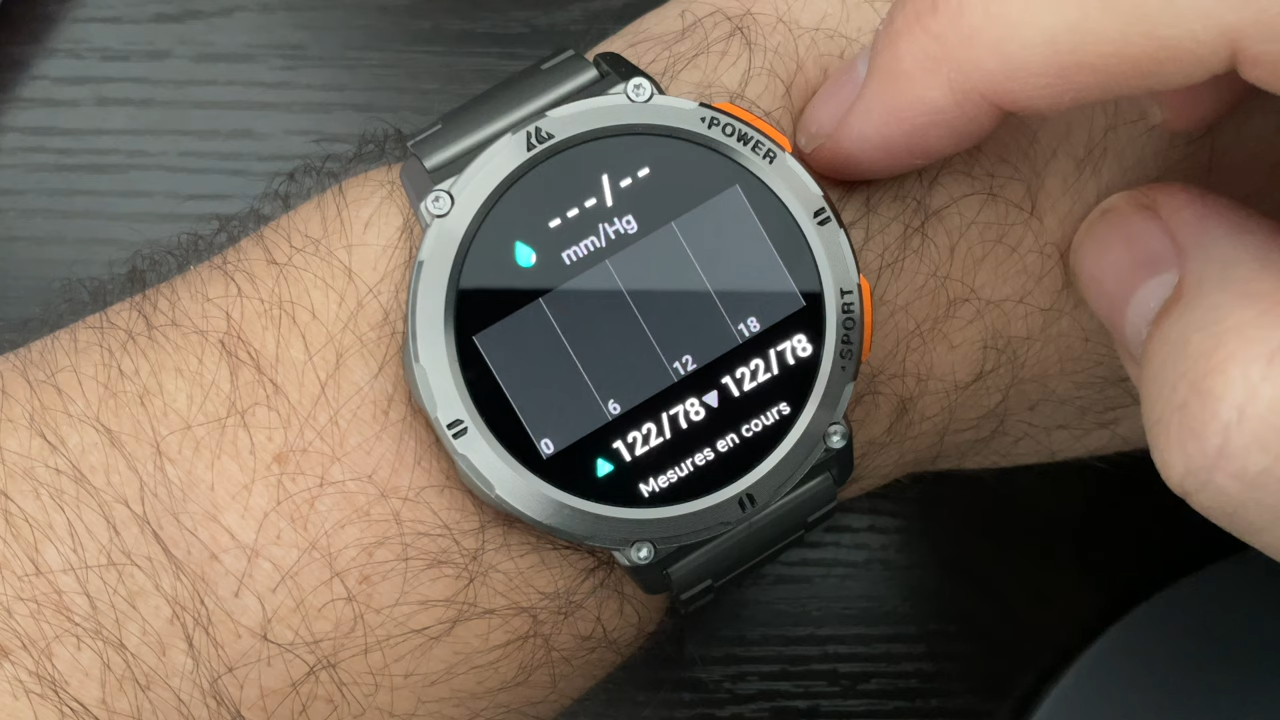 POWER
---/--
mm/Hg
0 6 12 18
122/78 122/78
Mesures en cours
SPORT